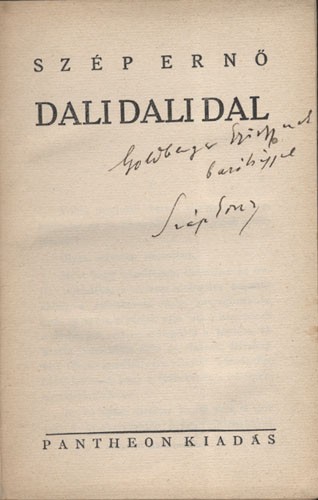 SZÉP ERNŐ
DALI DALI DAL
Goldberger
barátsággal
Szép Ernő
PANTHEON KIADÁS